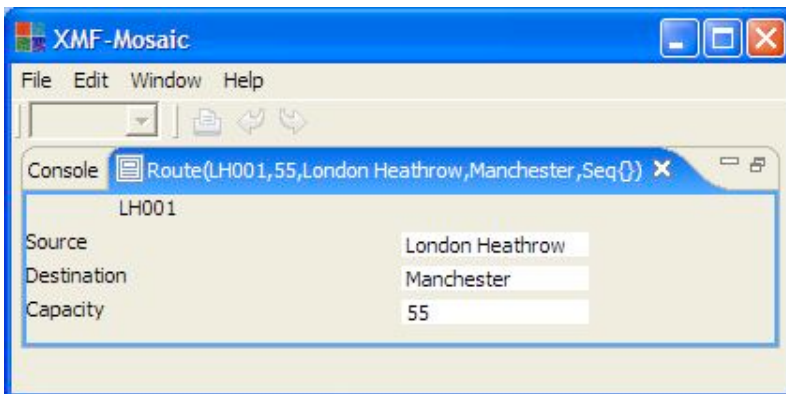 XMF-Mosaic
File Edit Window Help
Console Route(LH001,55,London Heathrow,Manchester,Seq{})
LH001
Source London Heathrow
Destination Manchester
Capacity 55